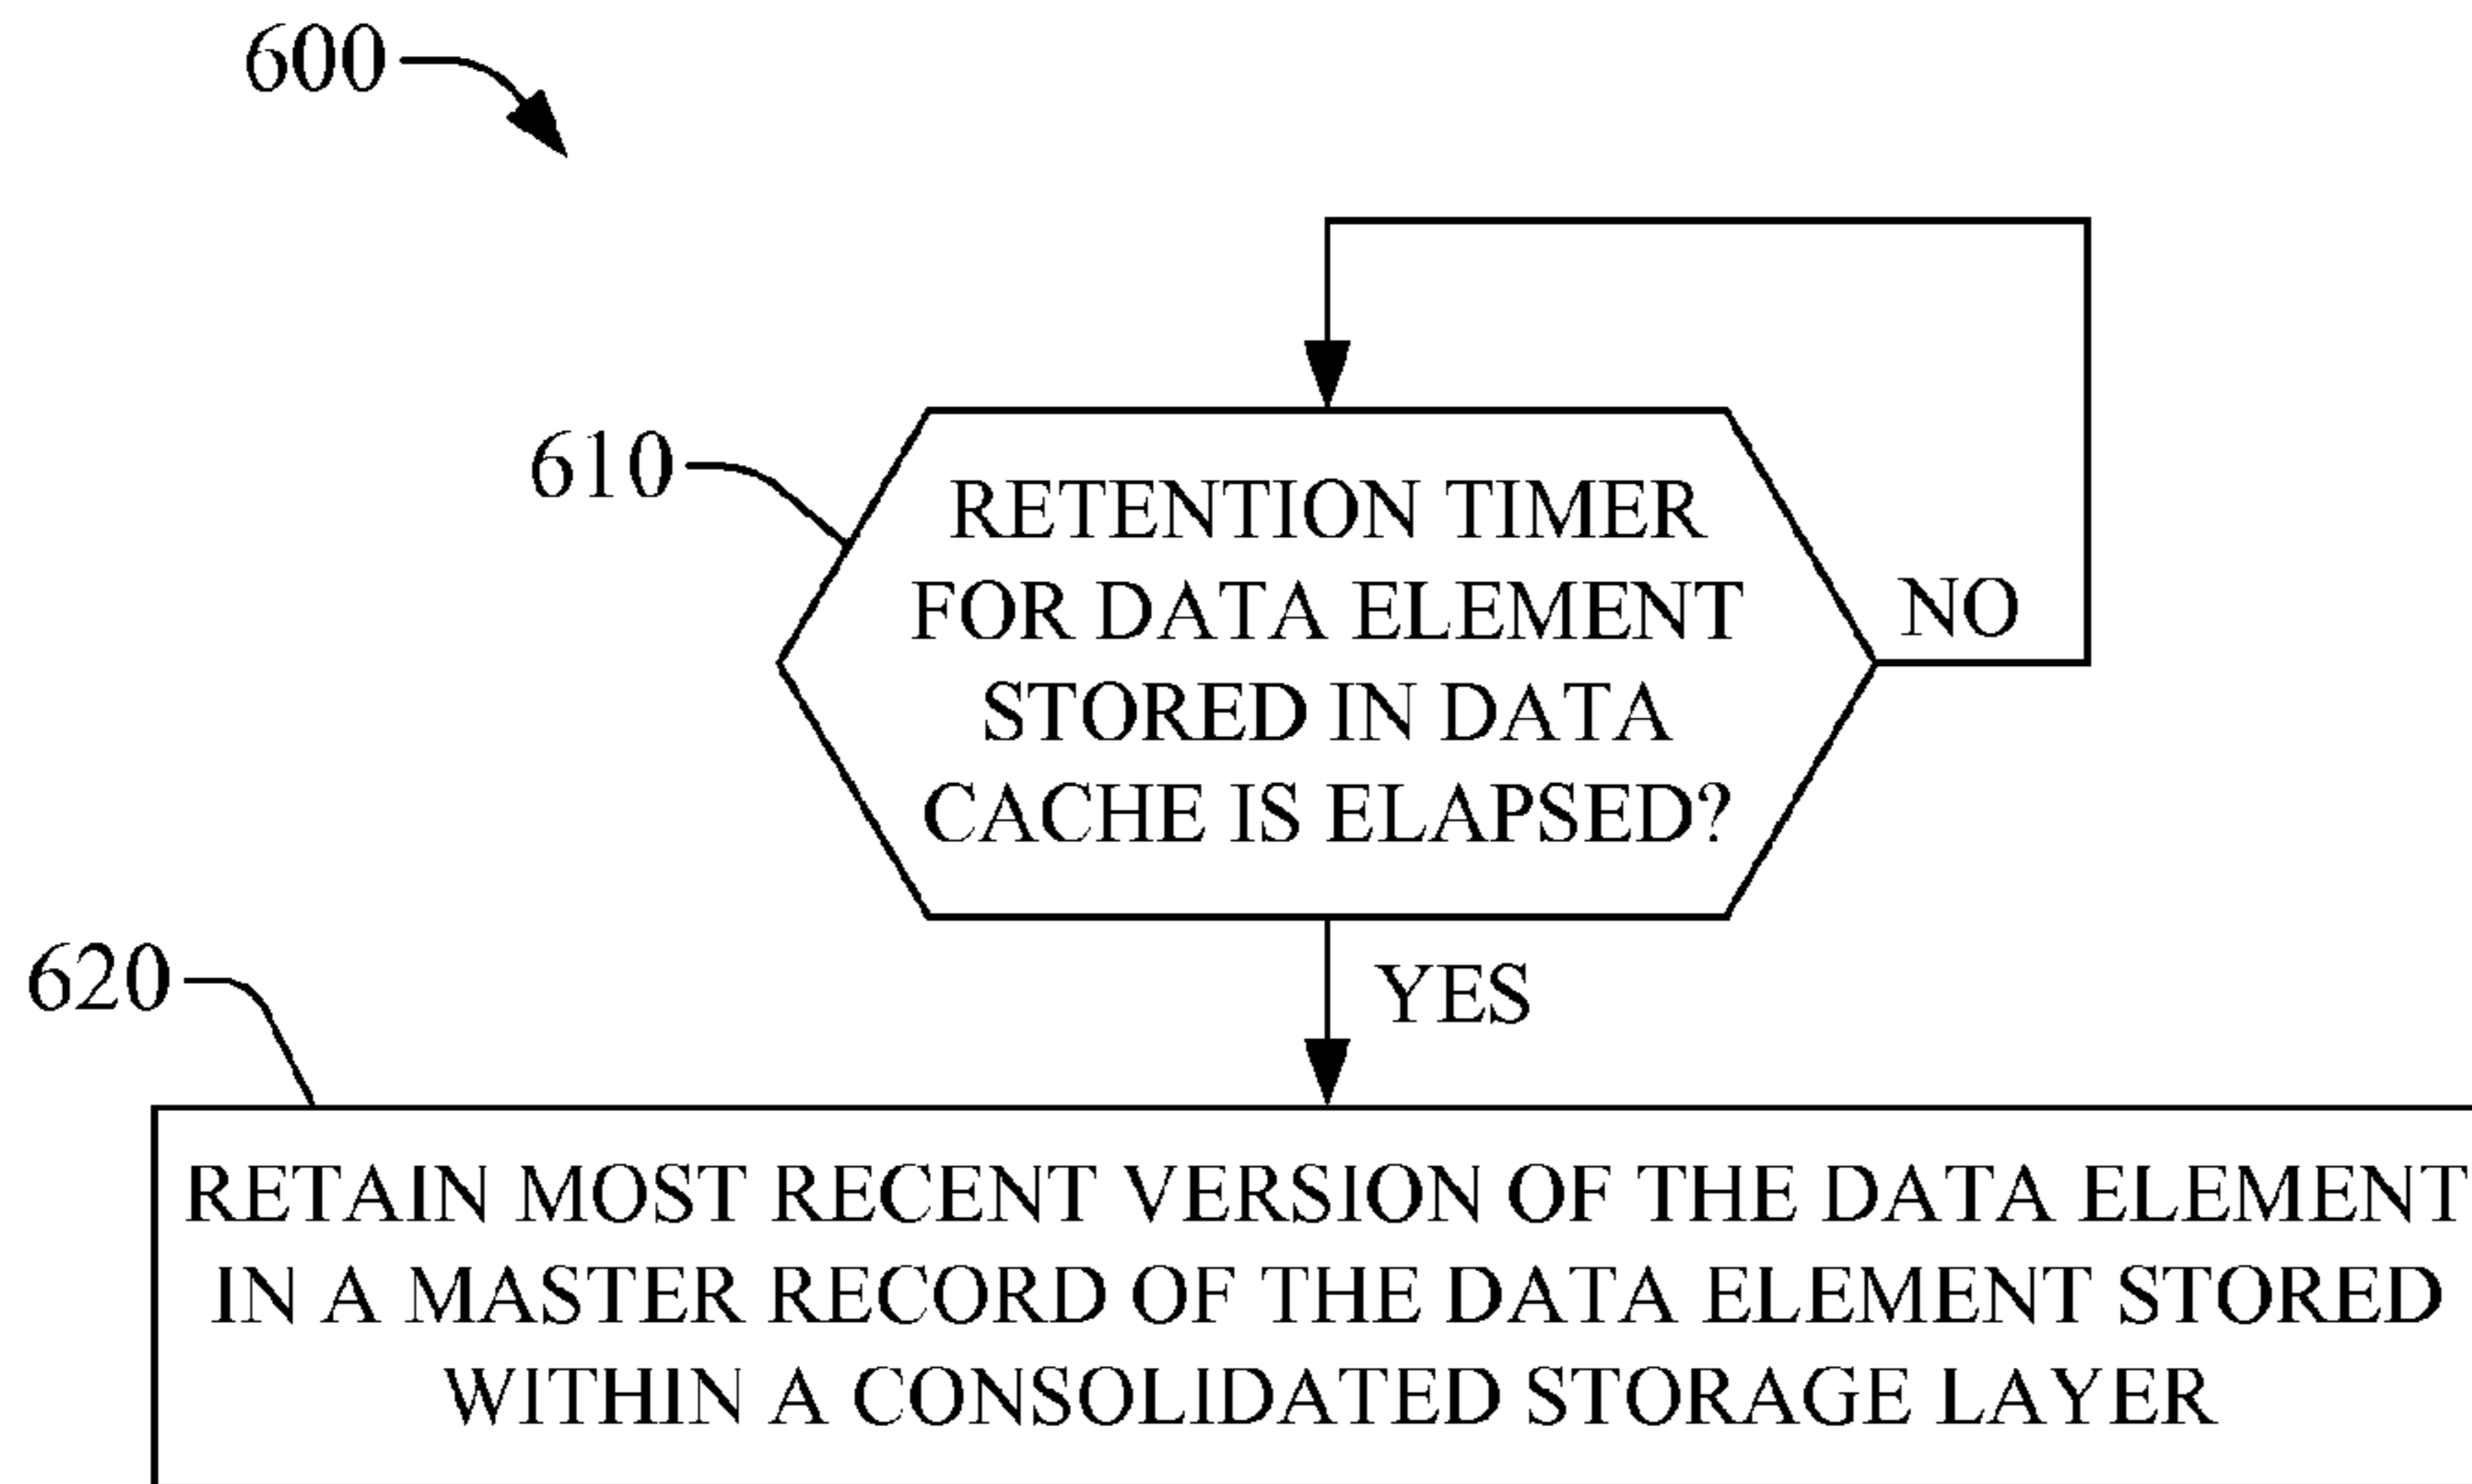 600
610
RETENTION TIMER
FOR DATA ELEMENT
STORED IN DATA
CACHE IS ELAPSED?
NO
YES
620
RETAIN MOST RECENT VERSION OF THE DATA ELEMENT
IN A MASTER RECORD OF THE DATA ELEMENT STORED
WITHIN A CONSOLIDATED STORAGE LAYER